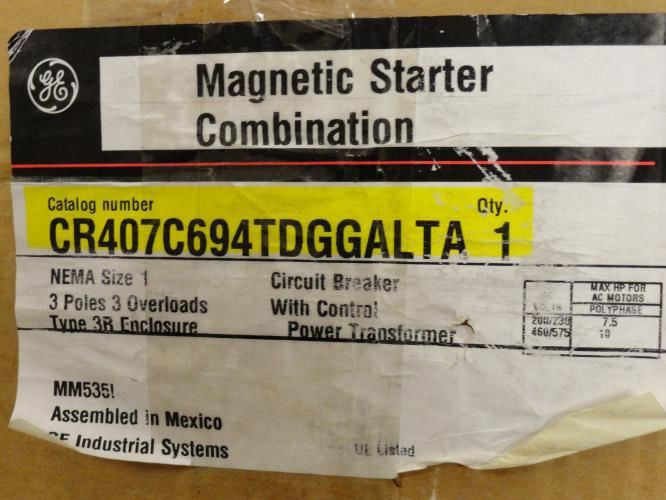 GE
Magnetic Starter
Combination
Catalog number Qty.
CR407C694TDGGALTA 1
NEMA Size 1 Circuit Breaker
3 Poles 3 Overloads With Control
Type 3R Enclosure Power Transformer
MAX HP FOR
AC MOTORS
VOLTS POLYPHASE
200/230 7.5
460/575 10
MM535!
Assembled in Mexico
GE Industrial Systems UL Listed